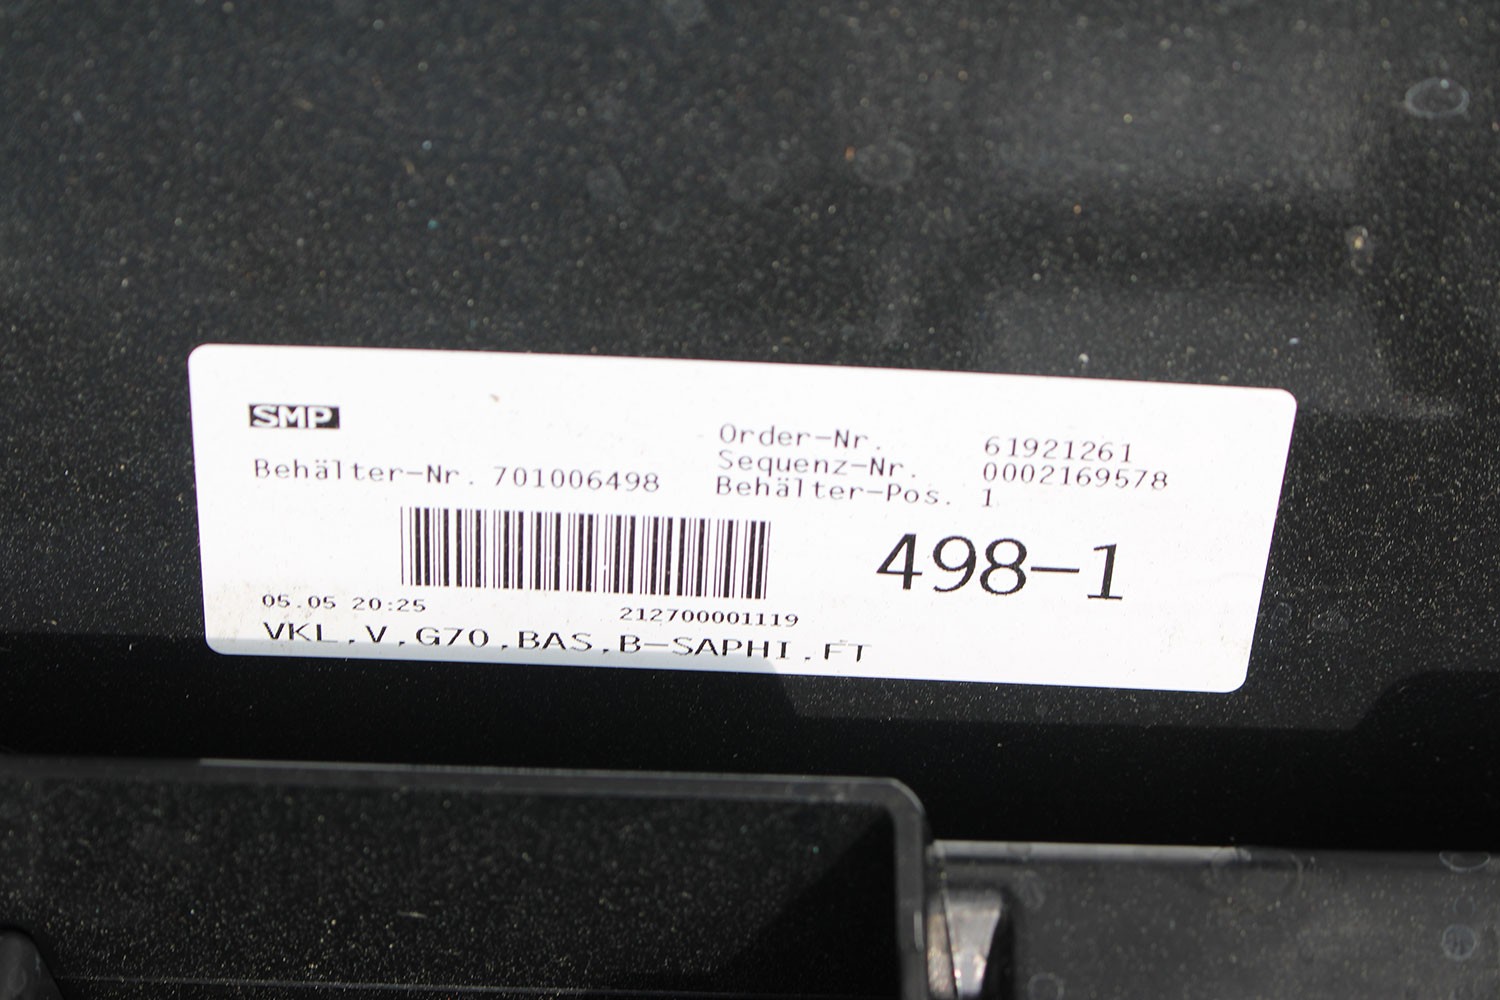 SMP
Behälter-Nr. 701006498
Order-Nr. 61921261
Sequenz-Nr. 0002169578
Behälter-Pos. 1
498-1
05.05 20:25
212700001119
VKL,V,G70,BAS,B-SAPHI,FT